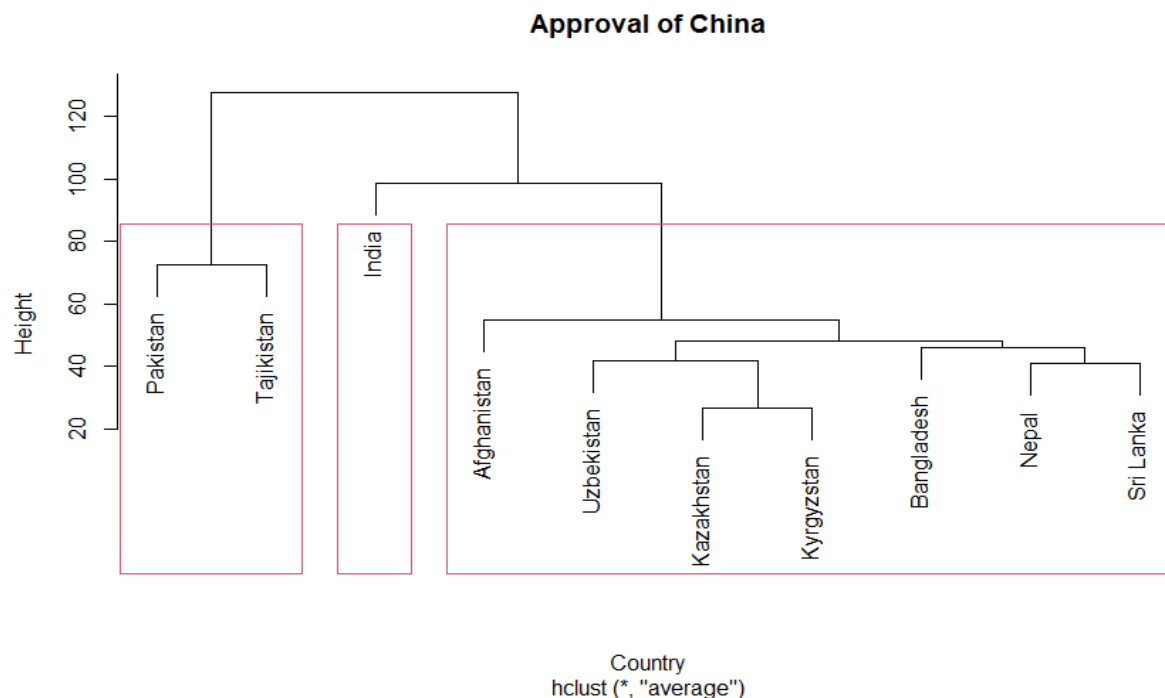 Approval of China
Height
120
100
80
60
40
20
Pakistan
Tajikistan
India
Afghanistan
Uzbekistan
Kazakhstan
Kyrgyzstan
Bangladesh
Nepal
Sri Lanka
Country
hclust (*, "average")